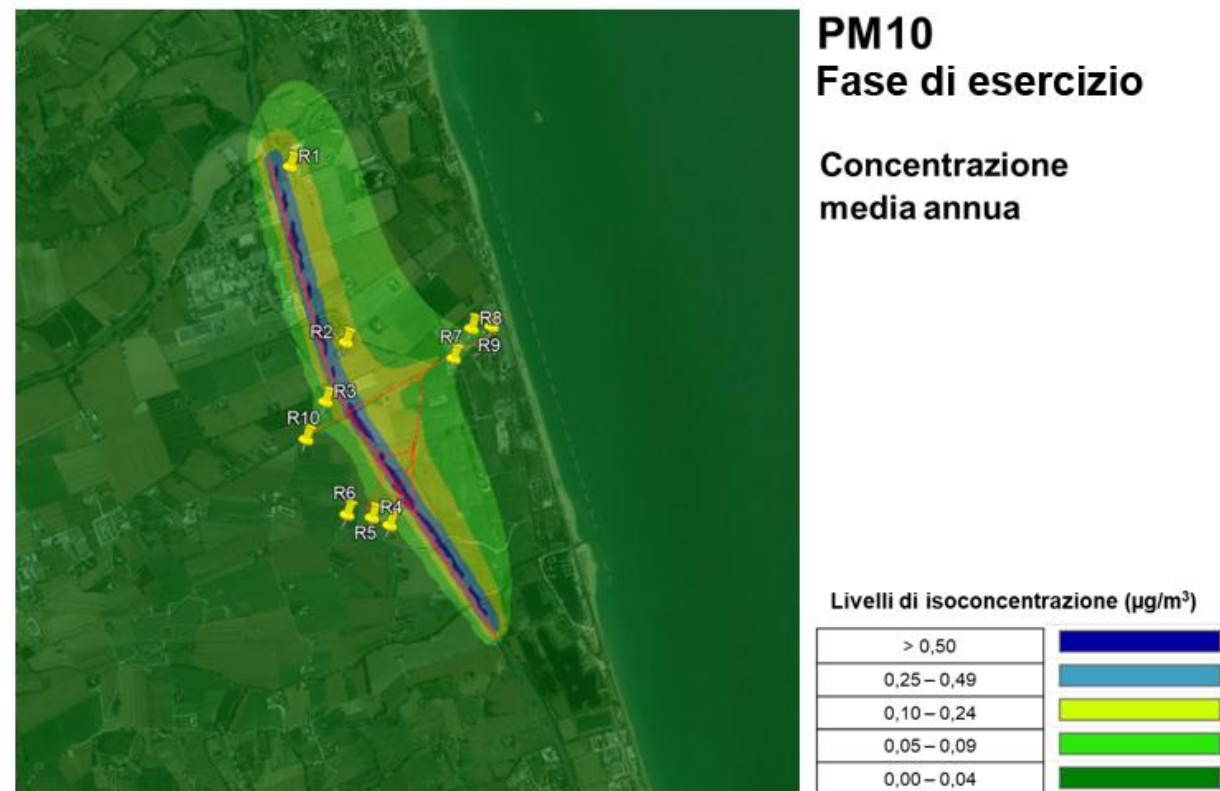 PM10
Fase di esercizio
Concentrazione
media annua
R1
R2
R8
R7
R9
R3
R10
R6
R4
R5
Livelli di isoconcentrazione (µg/m³)
> 0,50
0,25 – 0,49
0,10 – 0,24
0,05 – 0,09
0,00 – 0,04